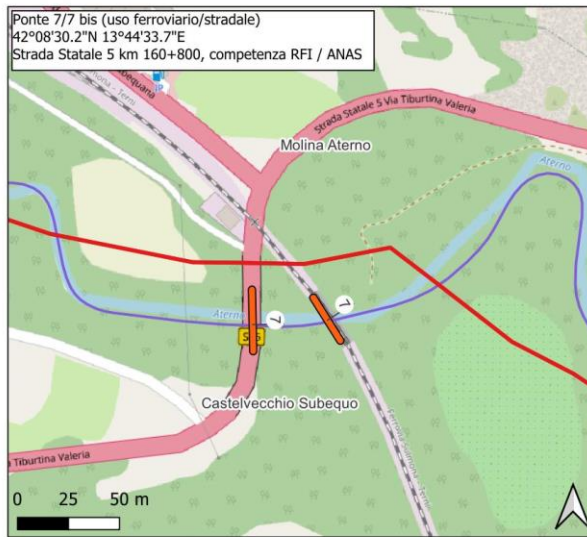 Ponte 7/7 bis (uso ferroviario/stradale)
42°08'30.2"N 13°44'33.7"E
Strada Statale 5 km 160+800, competenza RFI / ANAS
Strada Statale 5 Via Tiburtina Valeria
Molina Aterno
Aterno
7
7
Aterno
Castelvecchio Subequo
Tiburtina Valeria
0 25 50 m